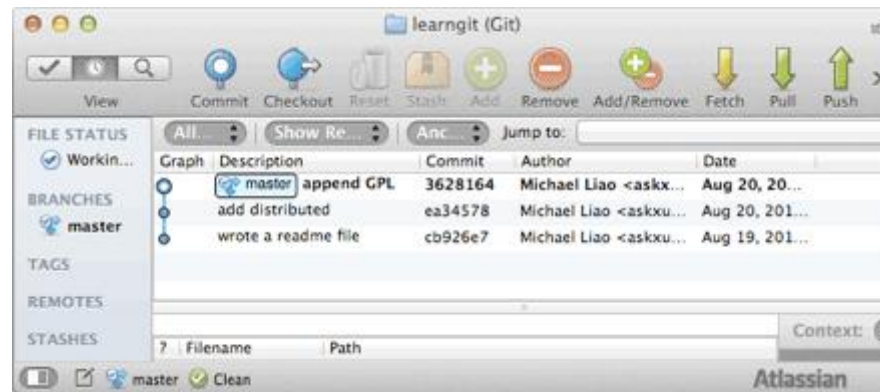 learngit (Git)
View Commit Checkout Reset Stash Add Remove Add/Remove Fetch Pull Push
All... Show Re... Anc... Jump to:
FILE STATUS
Workin...
BRANCHES
master
TAGS
REMOTES
STASHES
Graph Description Commit Author Date
master append GPL 3628164 Michael Liao <askx... Aug 20, 20...
add distributed ea34578 Michael Liao <askxu... Aug 20, 201...
wrote a readme file cb926e7 Michael Liao <askxu... Aug 19, 201...
Context:
? Filename Path
master Clean Atlassian